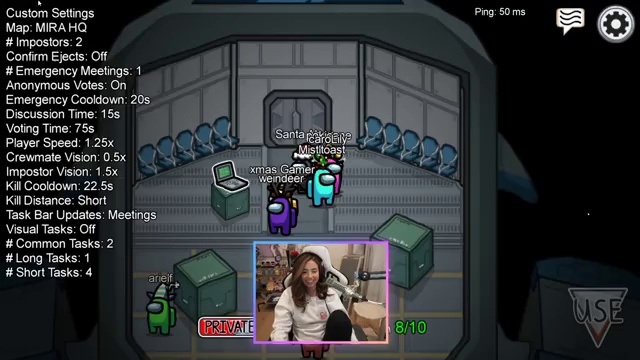 Custom Settings
Map: MIRA HQ
# Impostors: 2
Confirm Ejects: Off
# Emergency Meetings: 1
Anonymous Votes: On
Emergency Cooldown: 20s
Discussion Time: 15s
Voting Time: 75s
Player Speed: 1.25x
Crewmate Vision: 0.5x
Impostor Vision: 1.5x
Kill Cooldown: 22.5s
Kill Distance: Short
Task Bar Updates: Meetings
Visual Tasks: Off
# Common Tasks: 2
# Long Tasks: 1
# Short Tasks: 4
Ping: 50 ms
Santa
caroLily
Mistltoast
xmas Gamer
weindeer
arielf
PRIVATE
8/10
USE